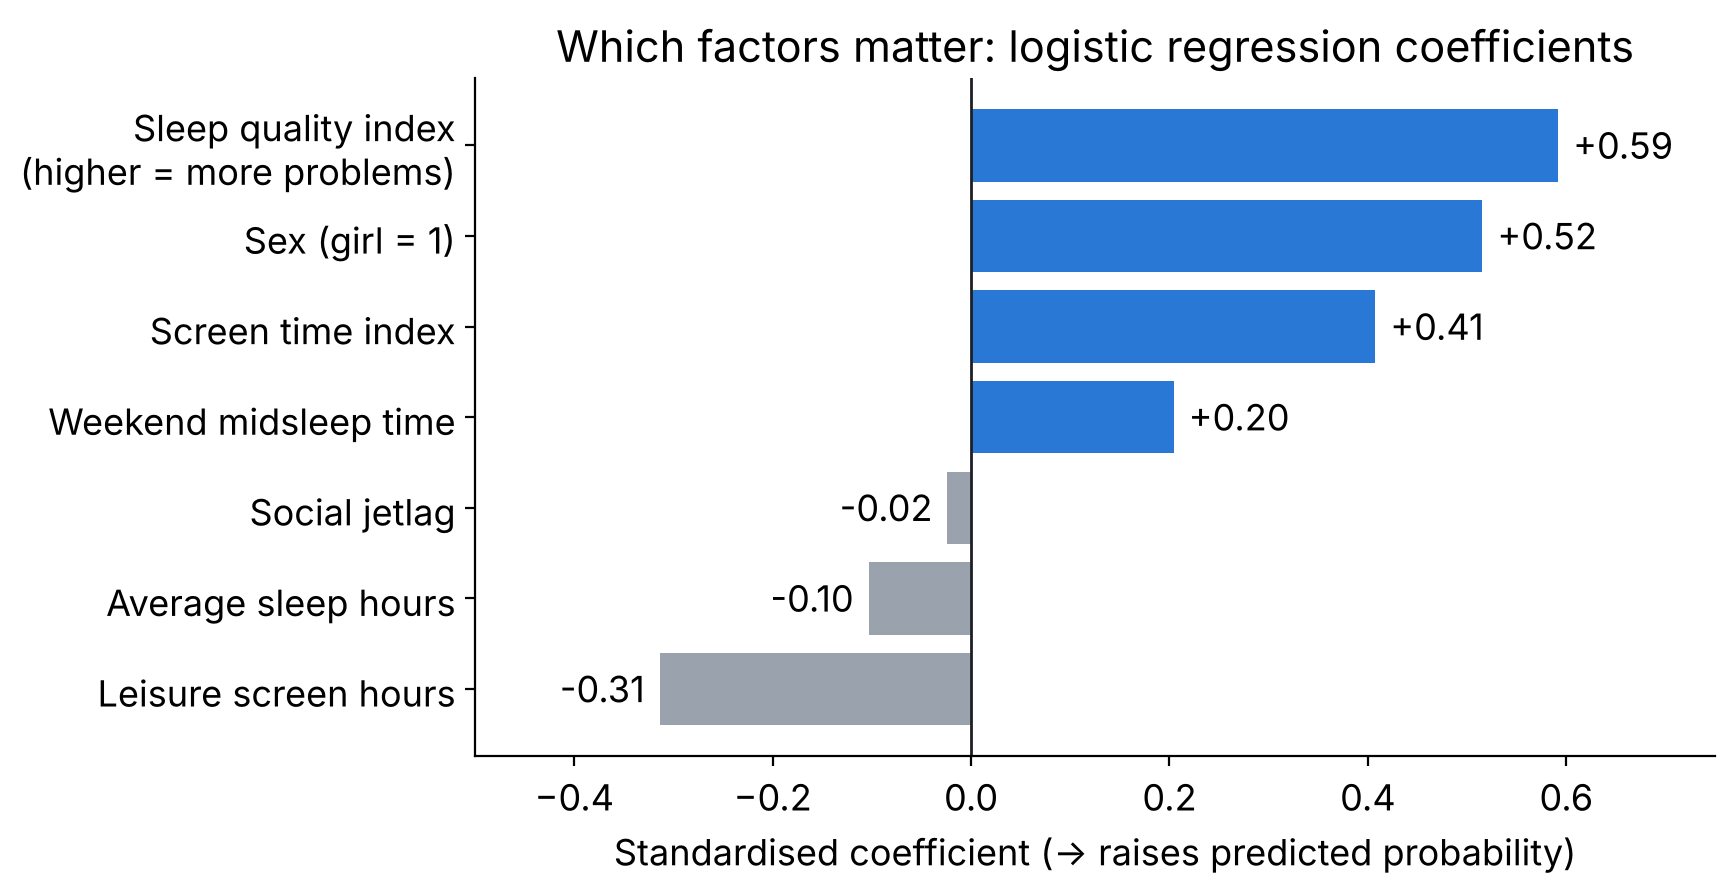 Which factors matter: logistic regression coefficients
Sleep quality index
(higher = more problems)
+0.59
Sex (girl = 1)
+0.52
Screen time index
+0.41
Weekend midsleep time
+0.20
Social jetlag
-0.02
Average sleep hours
-0.10
Leisure screen hours
-0.31
−0.4 −0.2 0.0 0.2 0.4 0.6
Standardised coefficient (→ raises predicted probability)